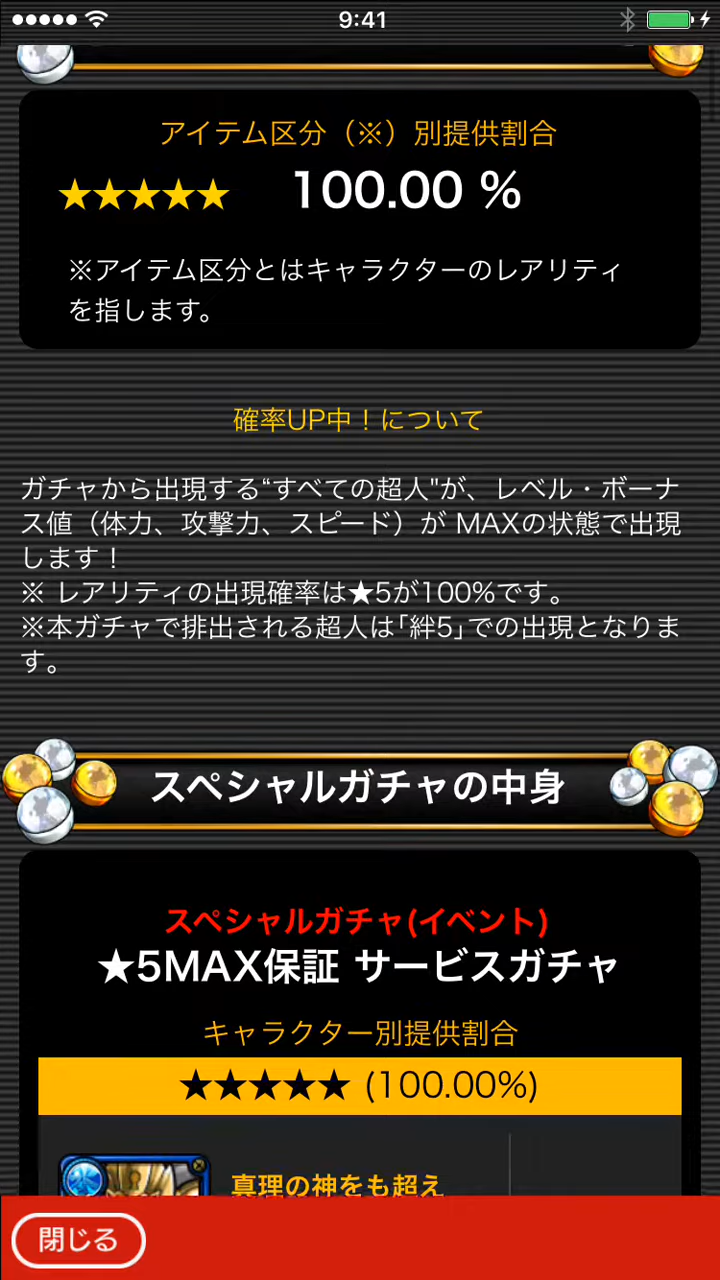 9:41
アイテム区分（※）別提供割合
★★★★★ 100.00 %
※アイテム区分とはキャラクターのレアリティ
を指します。
確率UP中！について
ガチャから出現する“すべての超人"が、レベル・ボーナ
ス値（体力、攻撃力、スピード）が MAXの状態で出現
します！
※ レアリティの出現確率は★5が100%です。
※本ガチャで排出される超人は「絆5」での出現となりま
す。
スペシャルガチャの中身
スペシャルガチャ(イベント)
★5MAX保証 サービスガチャ
キャラクター別提供割合
★★★★★ (100.00%)
真理の神をも超え
閉じる